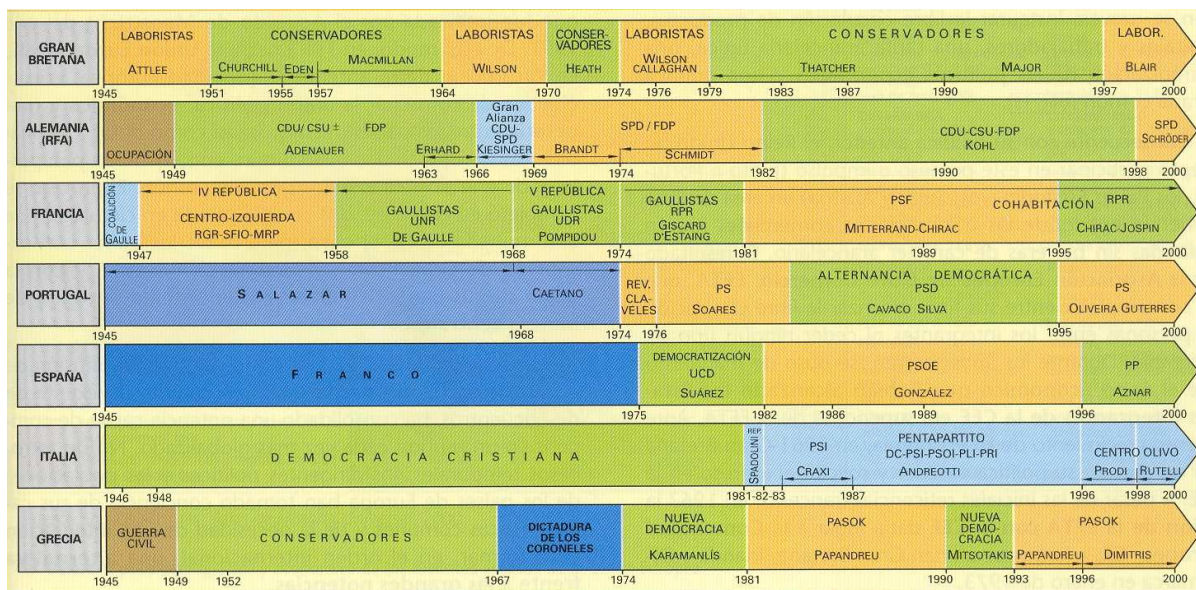 GRAN
BRETAÑA
LABORISTAS
ATTLEE
CONSERVADORES
CHURCHILL
EDEN
MACMILLAN
LABORISTAS
WILSON
CONSER-
VADORES
HEATH
LABORISTAS
WILSON
CALLAGHAN
CONSERVADORES
THATCHER
MAJOR
LABOR.
BLAIR
1945 1951 1955 1957 1964 1970 1974 1976 1979 1983 1987 1990 1997 2000
ALEMANIA
(RFA)
OCUPACIÓN
CDU/ CSU ± FDP
ADENAUER
ERHARD
Gran
Alianza
CDU-
SPD
KIESINGER
SPD / FDP
BRANDT
SCHMIDT
CDU-CSU-FDP
KOHL
SPD
SCHRÖDER
1945 1949 1963 1966 1969 1974 1982 1990 1998 2000
FRANCIA
COALICIÓN
DE
GAULLE
IV REPÚBLICA
CENTRO-IZQUIERDA
RGR-SFIO-MRP
V REPÚBLICA
GAULLISTAS
UNR
DE GAULLE
GAULLISTAS
UDR
POMPIDOU
GAULLISTAS
RPR
GISCARD
D'ESTAING
PSF
MITTERRAND-CHIRAC
COHABITACIÓN
RPR
CHIRAC-JOSPIN
1947 1958 1968 1974 1981 1989 1995 2000
PORTUGAL
SALAZAR
CAETANO
REV.
CLA-
VELES
PS
SOARES
ALTERNANCIA DEMOCRÁTICA
PSD
CAVACO SILVA
PS
OLIVEIRA GUTERRES
1945 1968 1974 1976 1995 2000
ESPAÑA
FRANCO
DEMOCRATIZACIÓN
UCD
SUÁREZ
PSOE
GONZÁLEZ
PP
AZNAR
1945 1975 1982 1986 1989 1996 2000
ITALIA
DEMOCRACIA CRISTIANA
REP.
SPADOLINI
PSI
CRAXI
PENTAPARTITO
DC-PSI-PSOI-PLI-PRI
ANDREOTTI
CENTRO OLIVO
PRODI
RUTELLI
1946 1948 1981-82-83 1987 1996 1998 2000
GRECIA
GUERRA
CIVIL
CONSERVADORES
DICTADURA
DE LOS
CORONELES
NUEVA
DEMOCRACIA
KARAMANLÍS
PASOK
PAPANDREU
NUEVA
DEMO-
CRACIA
MITSOTAKIS
PASOK
PAPANDREU
DIMITRIS
1945 1949 1952 1967 1974 1981 1990 1993 1996 2000